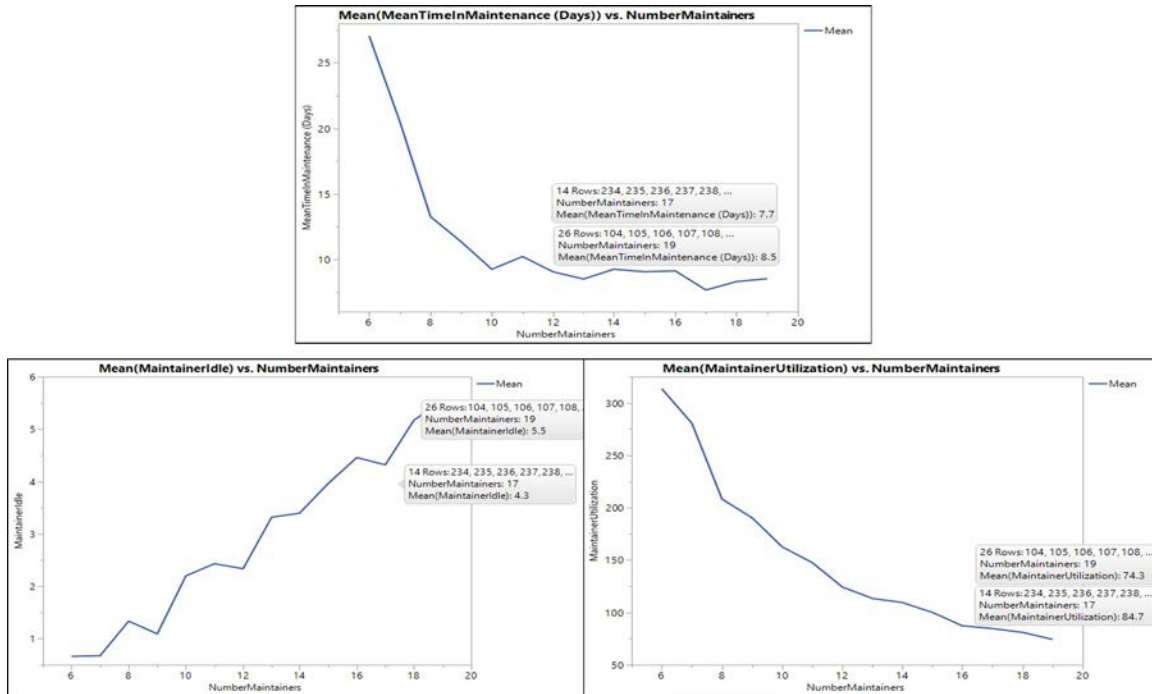 Mean(MeanTimeInMaintenance (Days)) vs. NumberMaintainers
Mean
MeanTimeInMaintenance (Days)
25
20
15
10
14 Rows: 234, 235, 236, 237, 238, ...
NumberMaintainers: 17
Mean(MeanTimeInMaintenance (Days)): 7.7
26 Rows: 104, 105, 106, 107, 108, ...
NumberMaintainers: 19
Mean(MeanTimeInMaintenance (Days)): 8.5
6 8 10 12 14 16 18 20
NumberMaintainers
Mean(MaintainerIdle) vs. NumberMaintainers
Mean
MaintainerIdle
6
5
4
3
2
1
26 Rows: 104, 105, 106, 107, 108, .
NumberMaintainers: 19
Mean(MaintainerIdle): 5.5
14 Rows: 234, 235, 236, 237, 238, ...
NumberMaintainers: 17
Mean(MaintainerIdle): 4.3
6 8 10 12 14 16 18 20
NumberMaintainers
Mean(MaintainerUtilization) vs. NumberMaintainers
Mean
MaintainerUtilization
300
250
200
150
100
50
26 Rows: 104, 105, 106, 107, 108, ...
NumberMaintainers: 19
Mean(MaintainerUtilization): 74.3
14 Rows: 234, 235, 236, 237, 238, ...
NumberMaintainers: 17
Mean(MaintainerUtilization): 84.7
6 8 10 12 14 16 18 20
NumberMaintainers